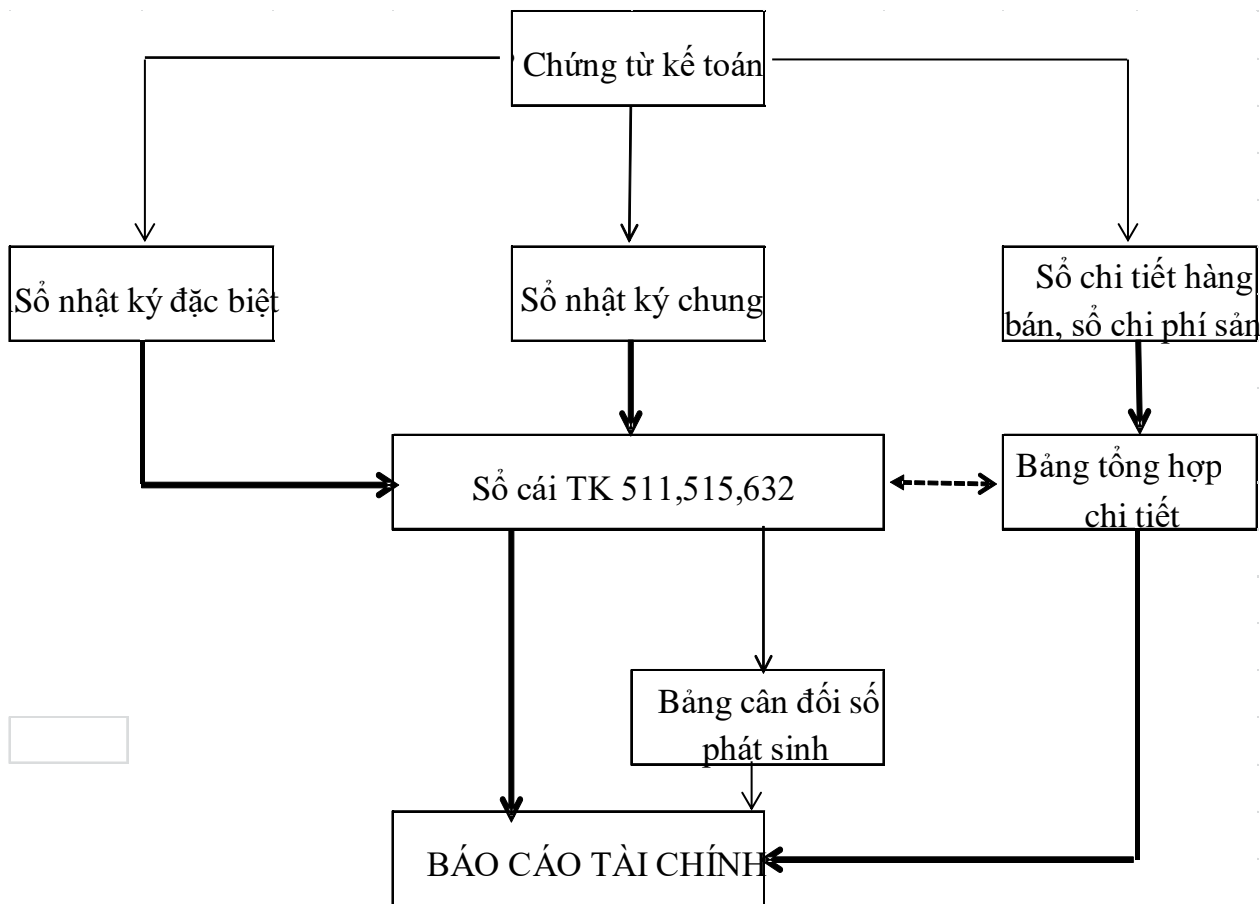 Chứng từ kế toán
Sổ nhật ký đặc biệt
Sổ nhật ký chung
Sổ chi tiết hàng
bán, sổ chi phí sản
Sổ cái TK 511,515,632
Bảng tổng hợp
chi tiết
Bảng cân đối số
phát sinh
BÁO CÁO TÀI CHÍNH